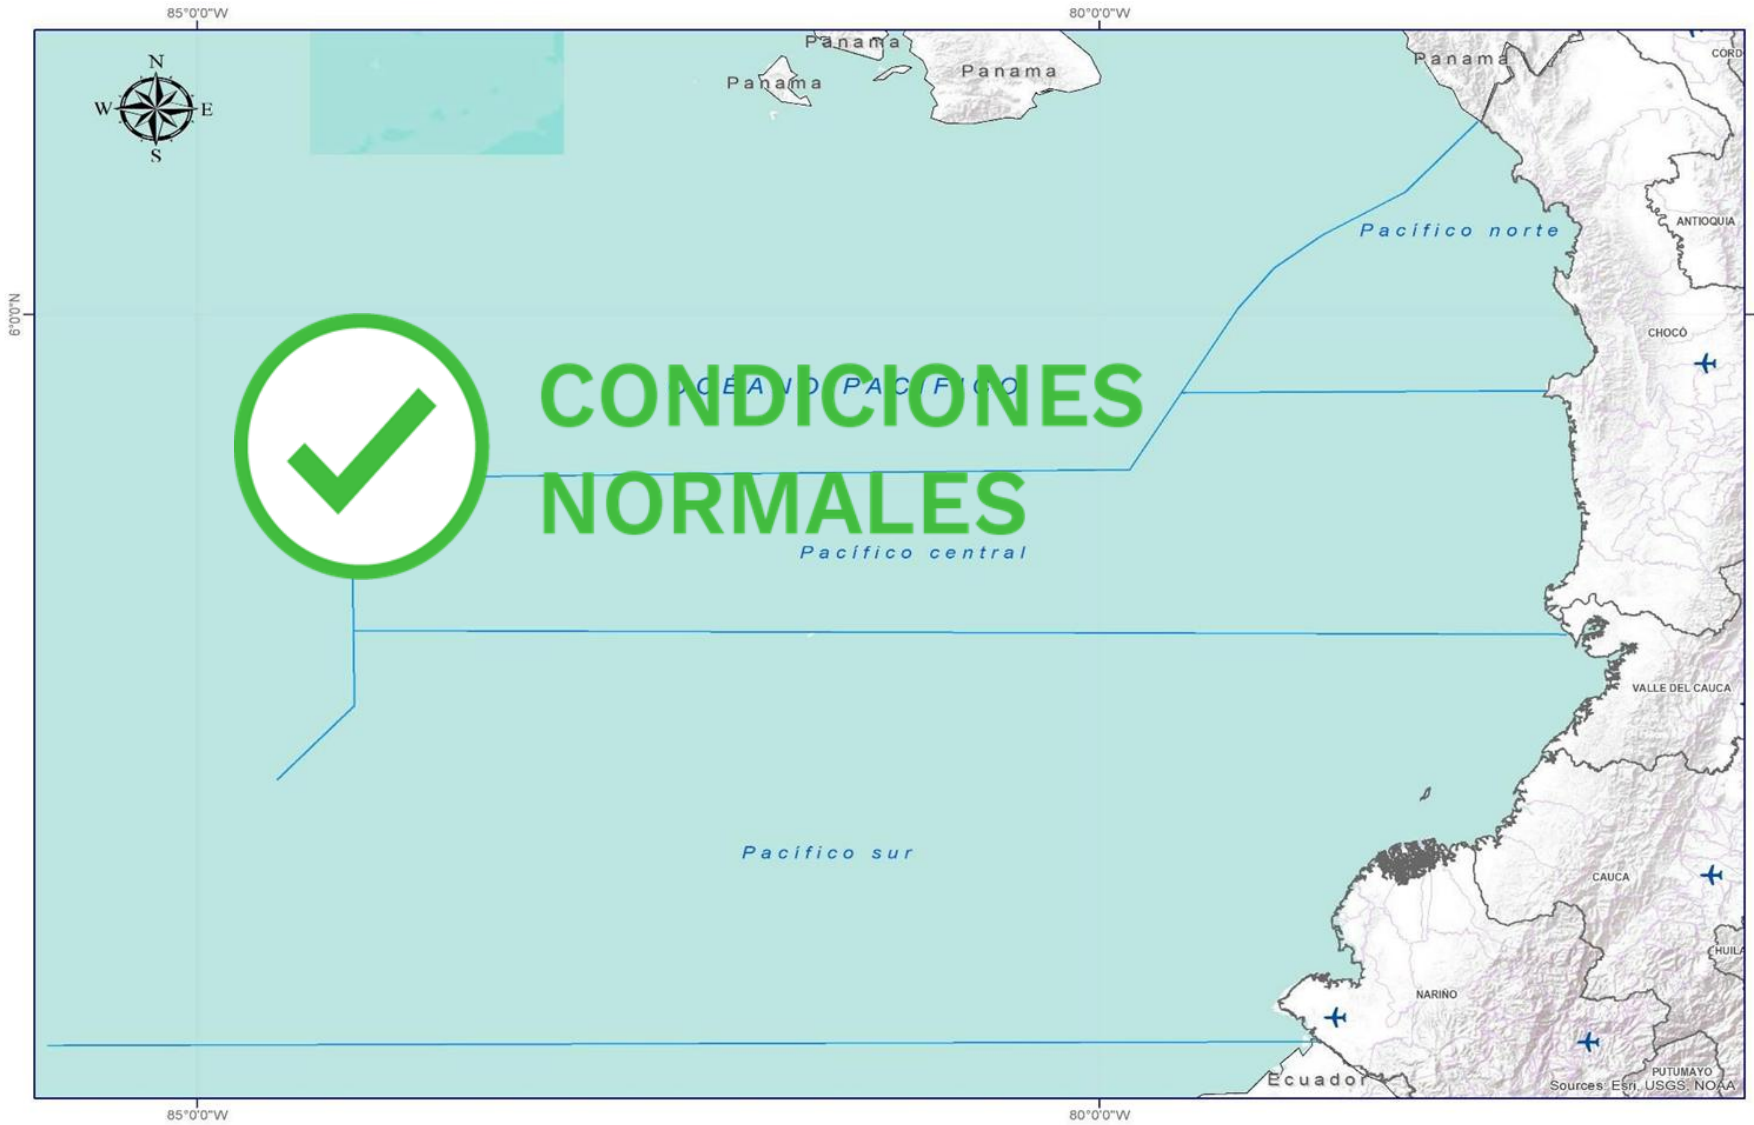 85°0'0"W
80°0'0"W
N
W
E
S
Panama
Panama
Panama
Panama
CORD
ANTIOQUIA
Pacífico norte
6°0'0"N
CHOCÓ
OCÉANO PACÍFICO
CONDICIONES
NORMALES
Pacífico central
VALLE DEL CAUCA
Pacífico sur
CAUCA
HUILA
NARIÑO
PUTUMAYO
Ecuador
Sources: Esri, USGS, NOAA
85°0'0"W
80°0'0"W